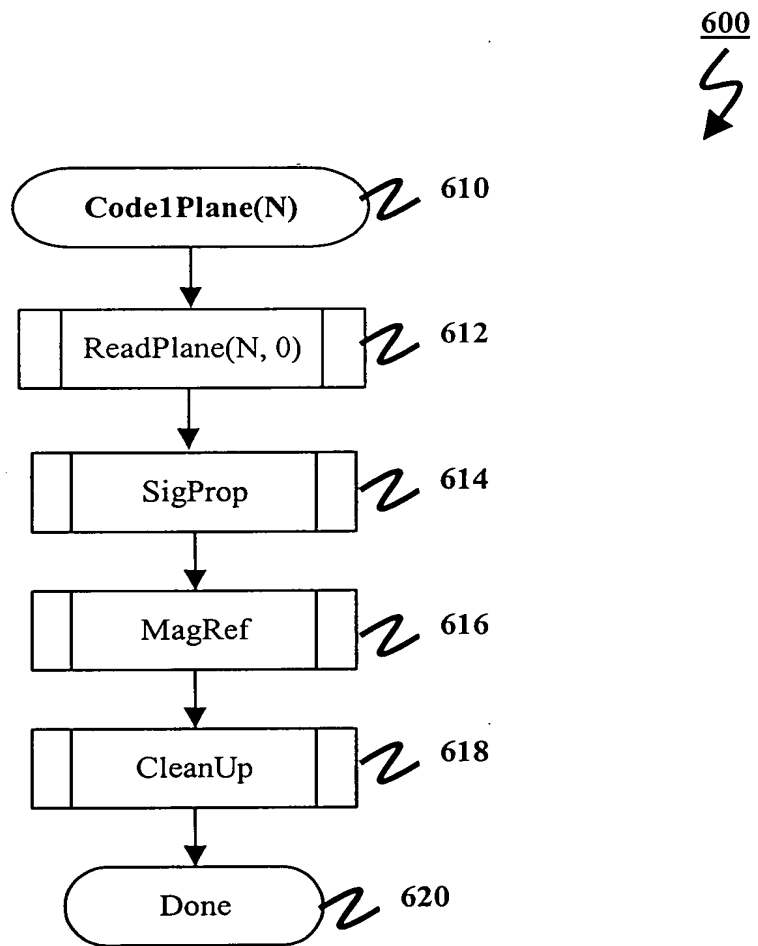 600
Code1Plane(N)
610
ReadPlane(N, 0)
612
SigProp
614
MagRef
616
CleanUp
618
Done
620